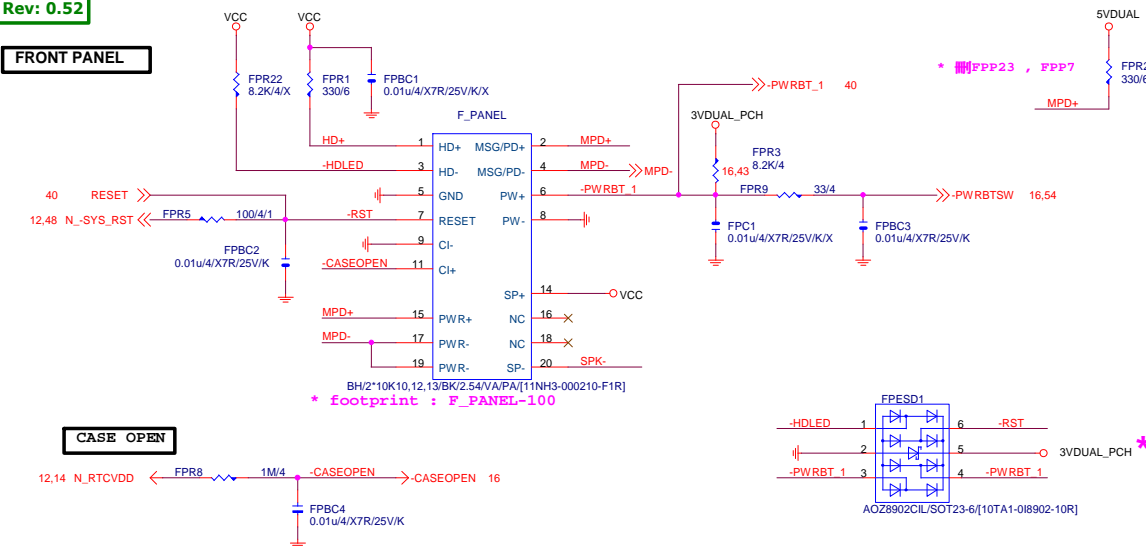 Rev: 0.52
FRONT PANEL
VCC
VCC
5VDUAL
FPR22
8.2K/4/X
FPR1
330/6
FPBC1
0.01u/4/X7R/25V/K/X
* 刪FPP23 , FPP7
330/6
MPD+
-PWRBT_1 40
3VDUAL_PCH
F_PANEL
HD+
1
HD+
MSG/PD+
2
MPD+
-HDLED
3
HD-
MSG/PD-
4
MPD-
MPD-
16,43
FPR3
8.2K/4
5
GND
PW+
6
-PWRBT_1
FPR9
33/4
-PWRBTSW 16,54
40 RESET
12,48 N_-SYS_RST
FPR5
100/4/1
-RST
7
RESET
PW-
8
FPC1
0.01u/4/X7R/25V/K/X
FPBC3
0.01u/4/X7R/25V/K
FPBC2
0.01u/4/X7R/25V/K
9
CI-
-CASEOPEN
11
CI+
SP+
14
VCC
MPD+
15
PWR+
NC
16
MPD-
17
PWR-
NC
18
19
PWR-
SP-
20
SPK-
BH/2*10K10,12,13/BK/2.54/VA/PA/[11NH3-000210-F1R]
* footprint : F_PANEL-100
CASE OPEN
12,14 N_RTCVDD
FPR8
1M/4
-CASEOPEN
-CASEOPEN 16
FPBC4
0.01u/4/X7R/25V/K
FPESD1
-HDLED
1
6
-RST
2
5
3VDUAL_PCH
*
-PWRBT_1
3
4
-PWRBT_1
AOZ8902CIL/SOT23-6/[10TA1-0I8902-10R]